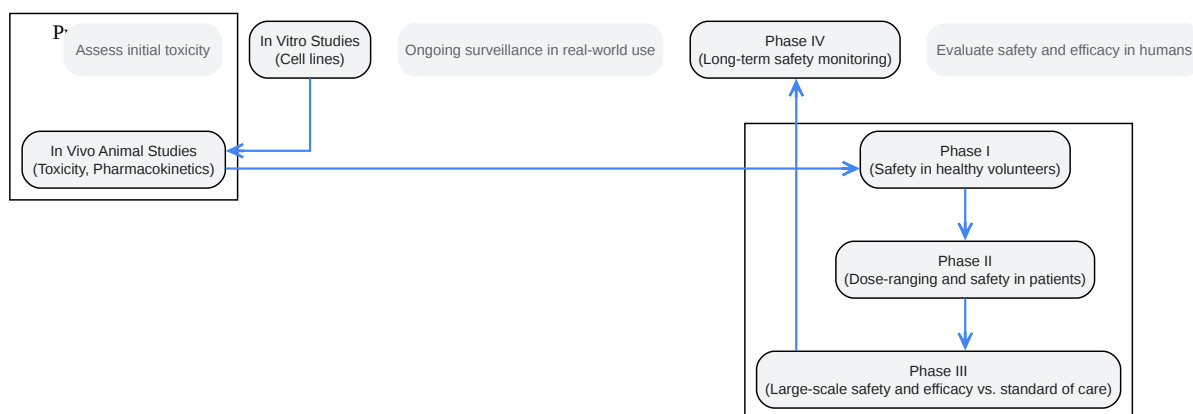 Assess initial toxicity
In Vitro Studies
(Cell lines)
Ongoing surveillance in real-world use
Phase IV
(Long-term safety monitoring)
Evaluate safety and efficacy in humans
In Vivo Animal Studies
(Toxicity, Pharmacokinetics)
Phase I
(Safety in healthy volunteers)
Phase II
(Dose-ranging and safety in patients)
Phase III
(Large-scale safety and efficacy vs. standard of care)